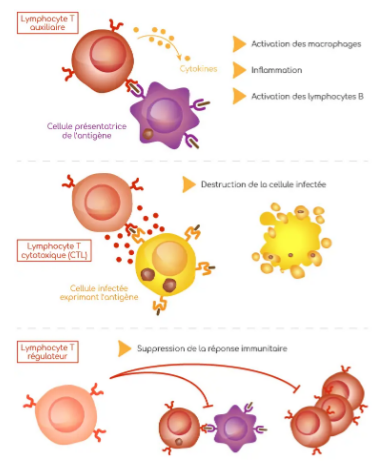 Lymphocyte T
auxiliaire
Cytokines
Activation des macrophages
Inflammation
Activation des lymphocytes B
Cellule présentatrice
de l'antigène
Destruction de la cellule infectée
Lymphocyte T
cytotoxique (CTL)
Cellule infectée
exprimant l'antigène
Lymphocyte T
régulateur
Suppression de la réponse immunitaire